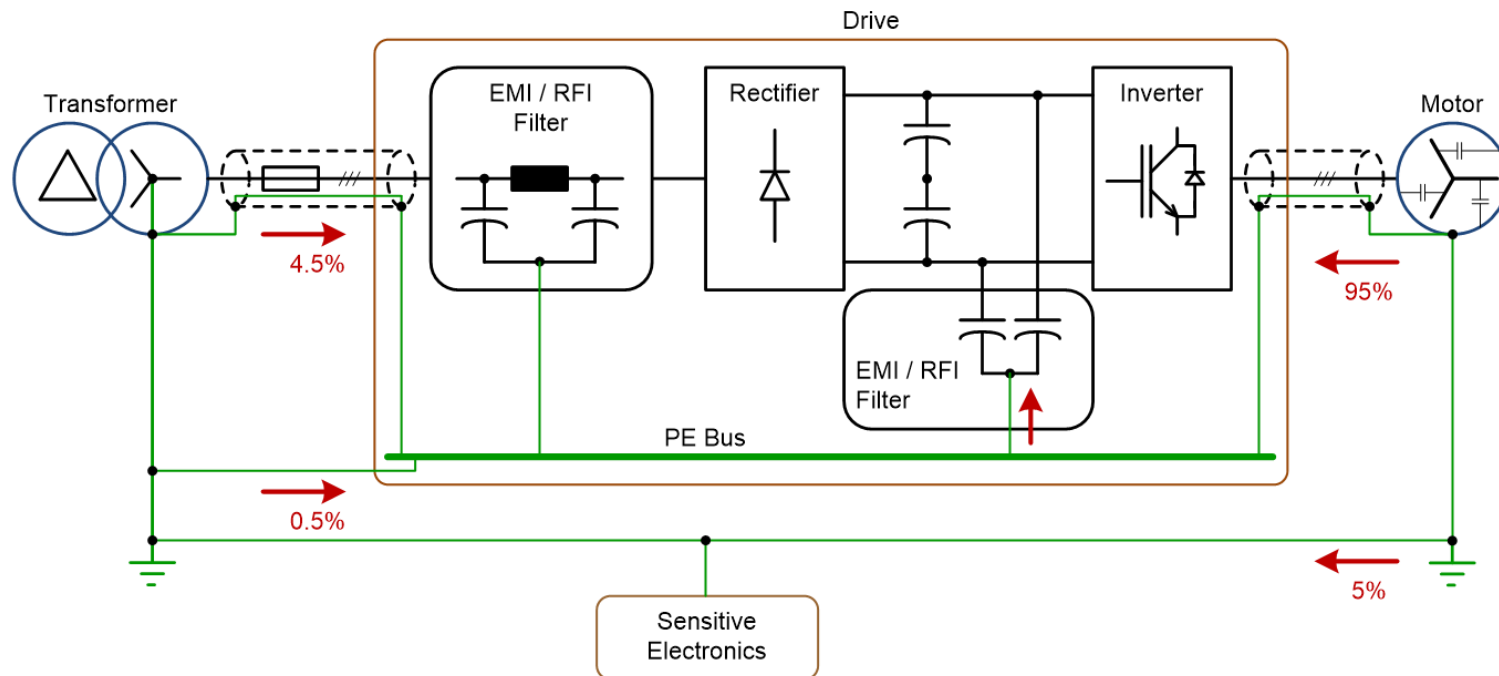 Drive
Transformer
EMI / RFI
Filter
Rectifier
Inverter
Motor
4.5%
95%
EMI / RFI
Filter
PE Bus
0.5%
5%
Sensitive
Electronics